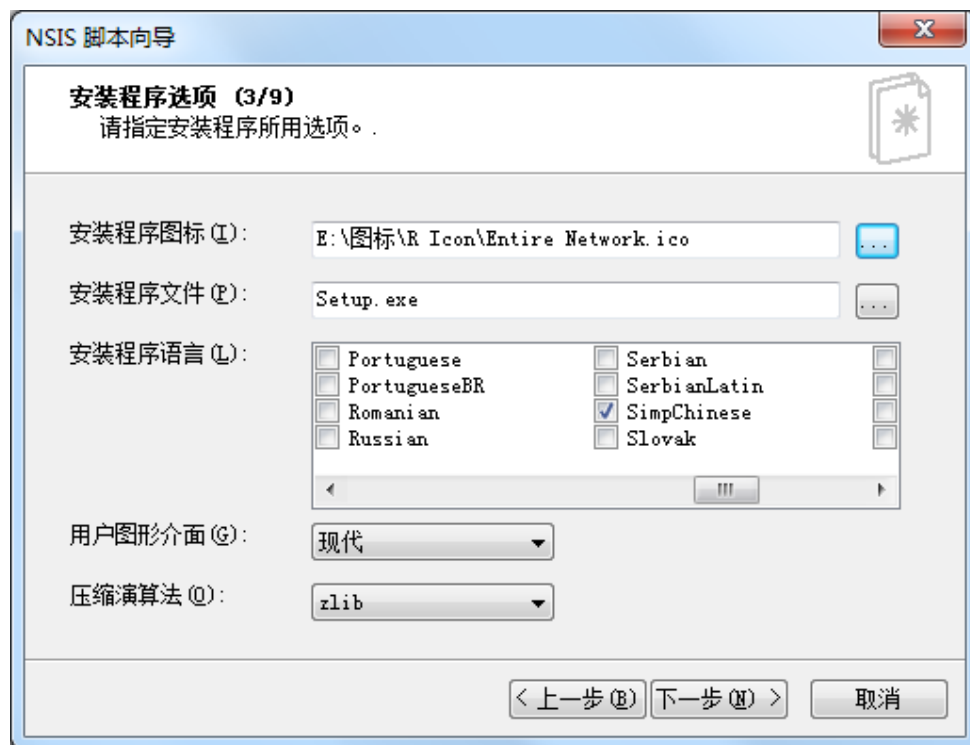 NSIS 脚本向导
安装程序选项 (3/9)
请指定安装程序所用选项。.
安装程序图标(I):
E:\图标\R Icon\Entire Network.ico
...
安装程序文件(P):
Setup.exe
...
安装程序语言(L):
Portuguese Serbian
PortugueseBR SerbianLatin
Romanian SimpChinese
Russian Slovak
用户图形介面(G):
现代
压缩演算法(O):
zlib
< 上一步(B) 下一步(N) > 取消